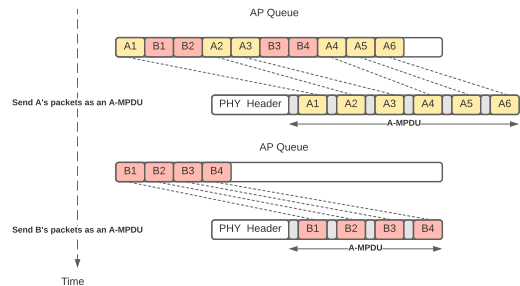 AP Queue
A1 B1 B2 A2 A3 B3 B4 A4 A5 A6
Send A's packets as an A-MPDU
PHY Header A1 A2 A3 A4 A5 A6
A-MPDU
AP Queue
B1 B2 B3 B4
Send B's packets as an A-MPDU
PHY Header B1 B2 B3 B4
A-MPDU
Time